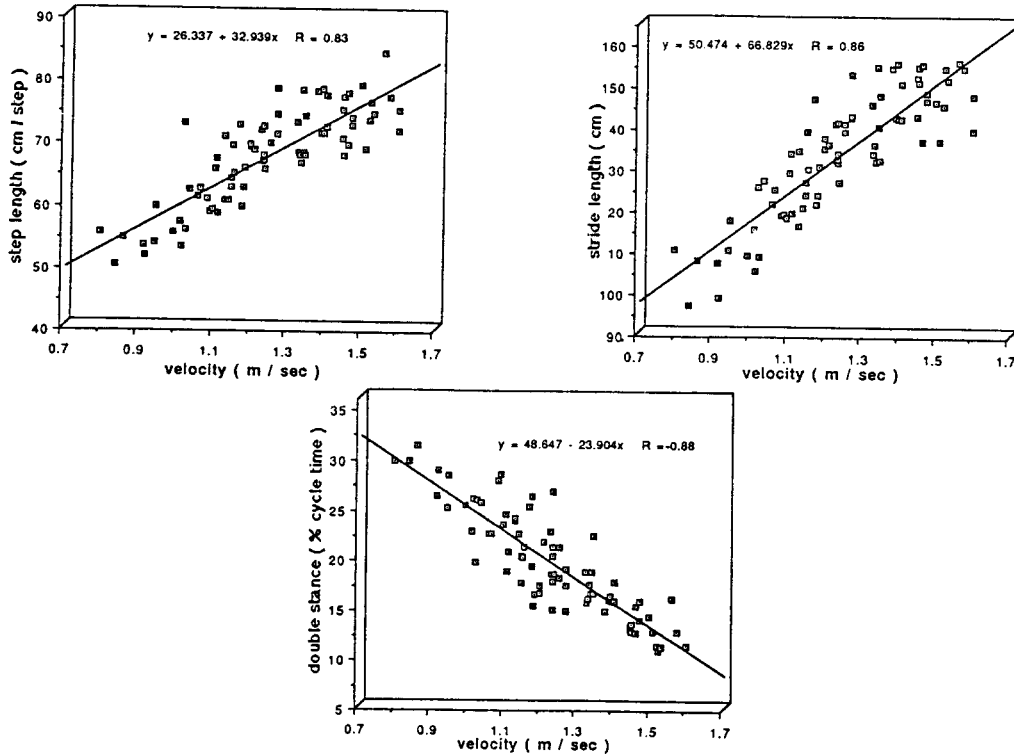 y = 26.337 + 32.939x R = 0.83
90
80
70
60
50
40
step length ( cm / step )
0.7 0.9 1.1 1.3 1.5 1.7
velocity ( m / sec )
y = 50.474 + 66.829x R = 0.86
160
150
40
30
20
10
100
90
stride length ( cm )
0.7 0.9 1.1 1.3 1.5 1.7
velocity ( m / sec )
y = 48.647 - 23.904x R =-0.88
35
30
25
20
15
10
5
double stance ( % cycle time )
0.7 0.9 1.1 1.3 1.5 1.7
velocity ( m / sec )